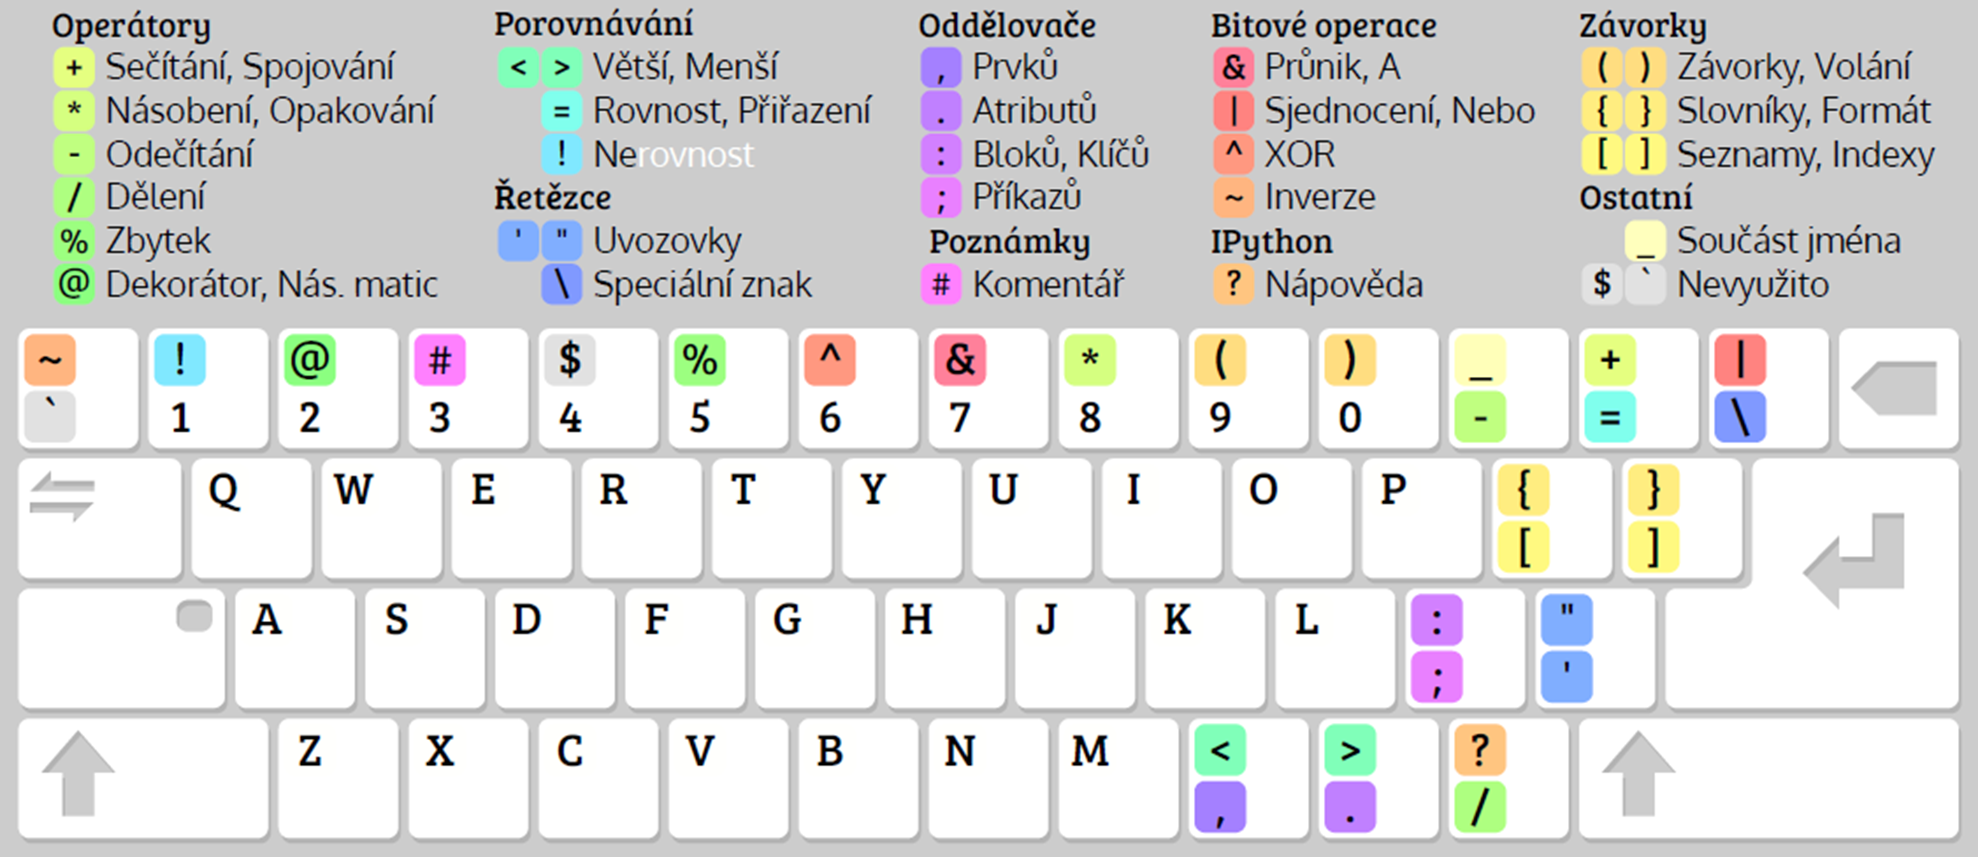 Operátory
+ Sečítání, Spojování
* Násobení, Opakování
- Odečítání
/ Dělení
% Zbytek
@ Dekorátor, Nás. matic
Porovnávání
< > Větší, Menší
= Rovnost, Přiřazení
! Nerovnost
Řetězce
' " Uvozovky
\ Speciální znak
Oddělovače
, Prvků
. Atributů
: Bloků, Klíčů
; Příkazů
Poznámky
# Komentář
Bitové operace
& Průnik, A
| Sjednocení, Nebo
^ XOR
~ Inverze
IPython
? Nápověda
Závorky
( ) Závorky, Volání
{ } Slovníky, Formát
[ ] Seznamy, Indexy
Ostatní
_ Součást jména
$ ` Nevyužito
~ ! @ # $ % ^ & * ( ) _ + |
` 1 2 3 4 5 6 7 8 9 0 - = \
Q W E R T Y U I O P { }
[ ]
A S D F G H J K L : "
; '
Z X C V B N M < > ?
, . /